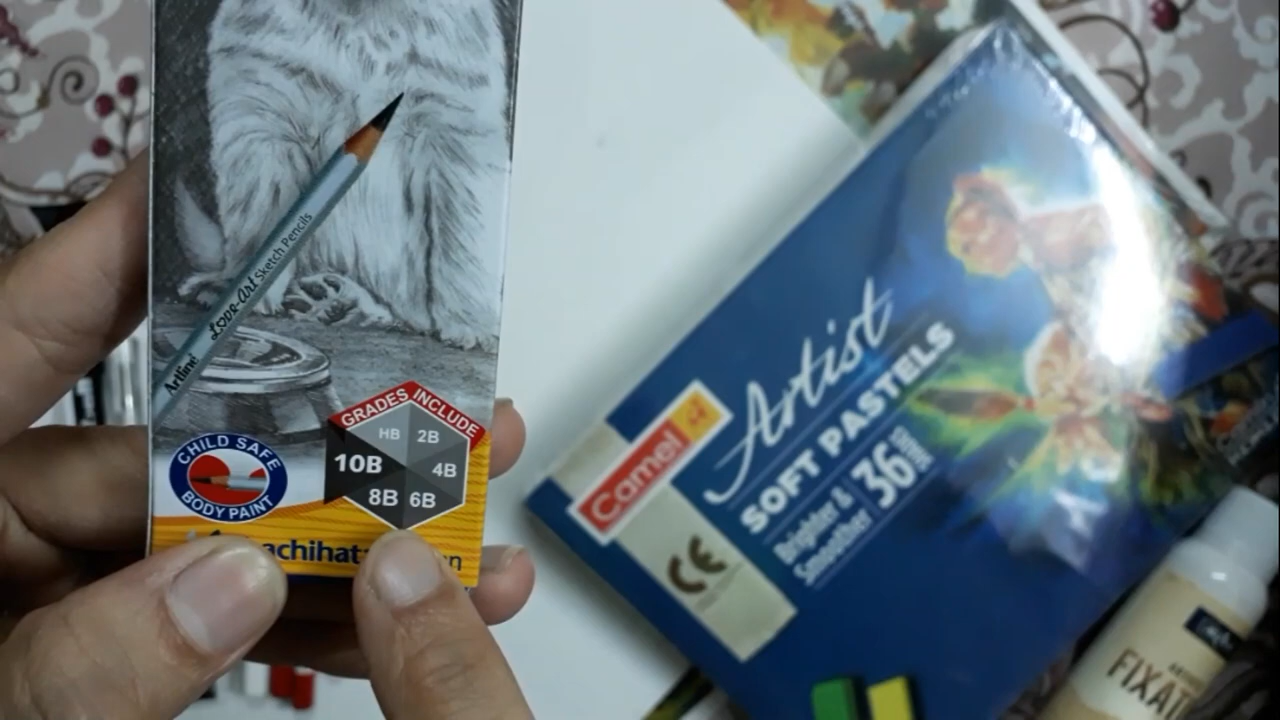 Artline Love-Art Sketch Pencils
CHILD SAFE
BODY PAINT
GRADES INCLUDE
HB 2B
10B 4B
8B 6B
Camel
Artist
SOFT PASTELS
Brighter &
Smoother
36
CE